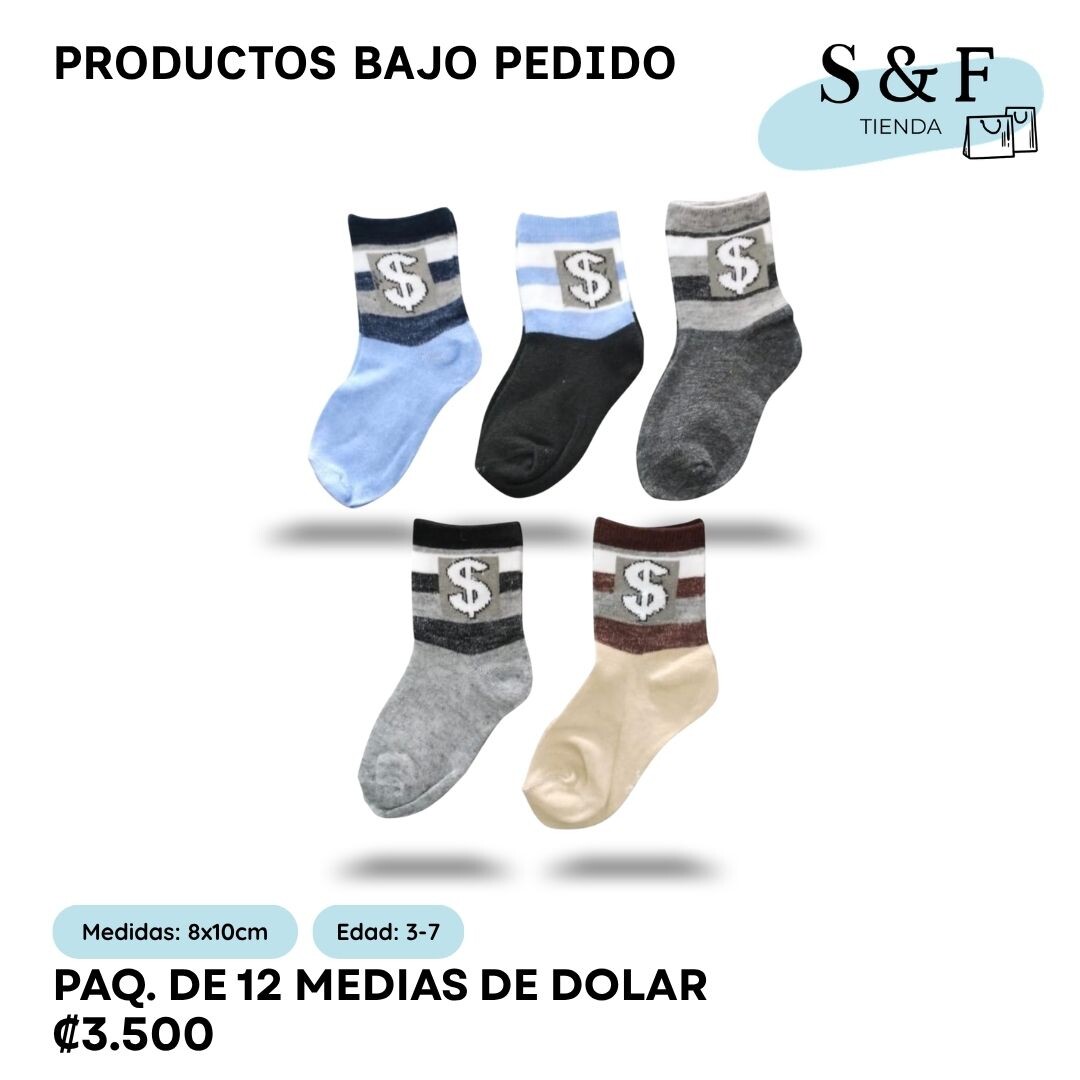 PRODUCTOS BAJO PEDIDO
S & F
TIENDA
$ $ $
$ $
Medidas: 8x10cm
Edad: 3-7
PAQ. DE 12 MEDIAS DE DOLAR
₡3.500